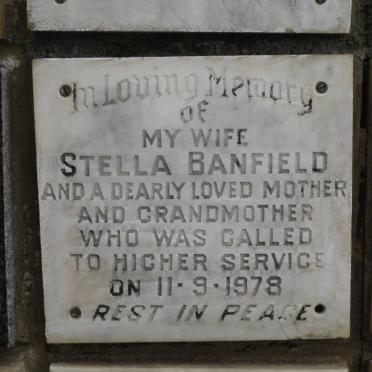 In Loving Memory
of
MY WIFE
STELLA BANFIELD
AND A DEARLY LOVED MOTHER
AND GRANDMOTHER
WHO WAS CALLED
TO HIGHER SERVICE
ON 11-9-1978
REST IN PEACE